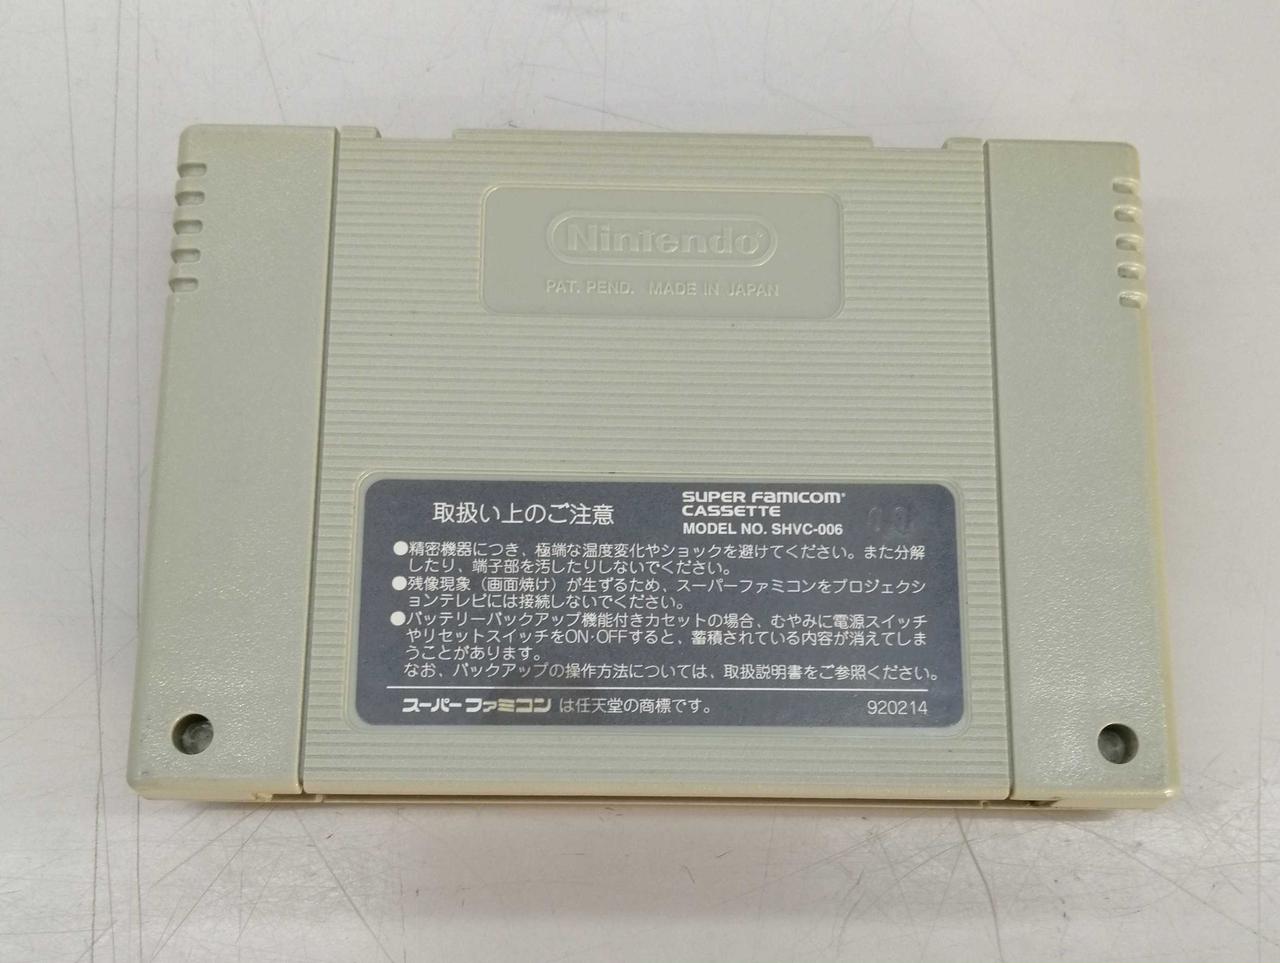 Nintendo
PAT. PEND. MADE IN JAPAN
取扱い上のご注意
SUPER FAMICOM
CASSETTE
MODEL NO. SHVC-006
●精密機器につき、極端な温度変化やショックを避けてください。また分解
したり、端子部を汚したりしないでください。
●残像現象（画面焼け）が生ずるため、スーパーファミコンをプロジェクシ
ョンテレビには接続しないでください。
●バッテリーバックアップ機能付きカセットの場合、むやみに電源スイッチ
やリセットスイッチをON・OFFすると、蓄積されている内容が消えてしま
うことがあります。
なお、バックアップの操作方法については、取扱説明書をご参照ください。
スーパーファミコン は任天堂の商標です。
920214